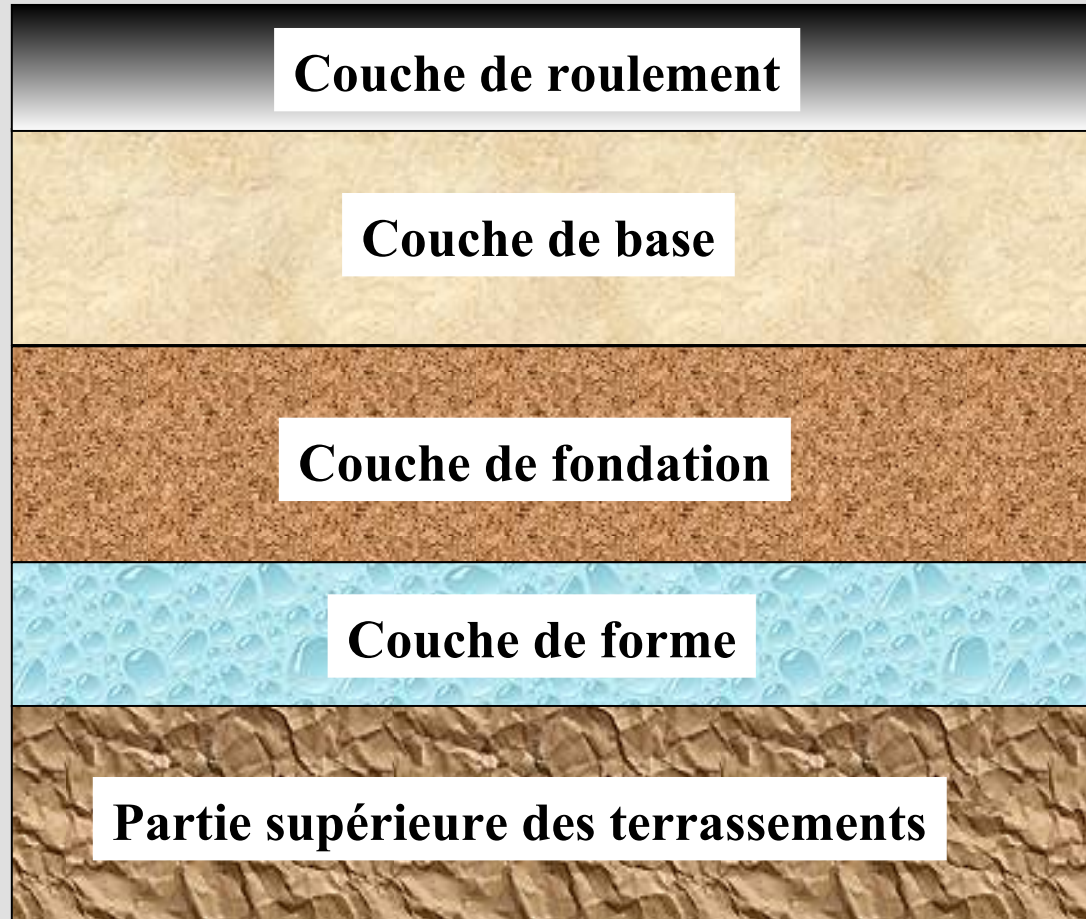 Couche de roulement
Couche de base
Couche de fondation
Couche de forme
Partie supérieure des terrassements